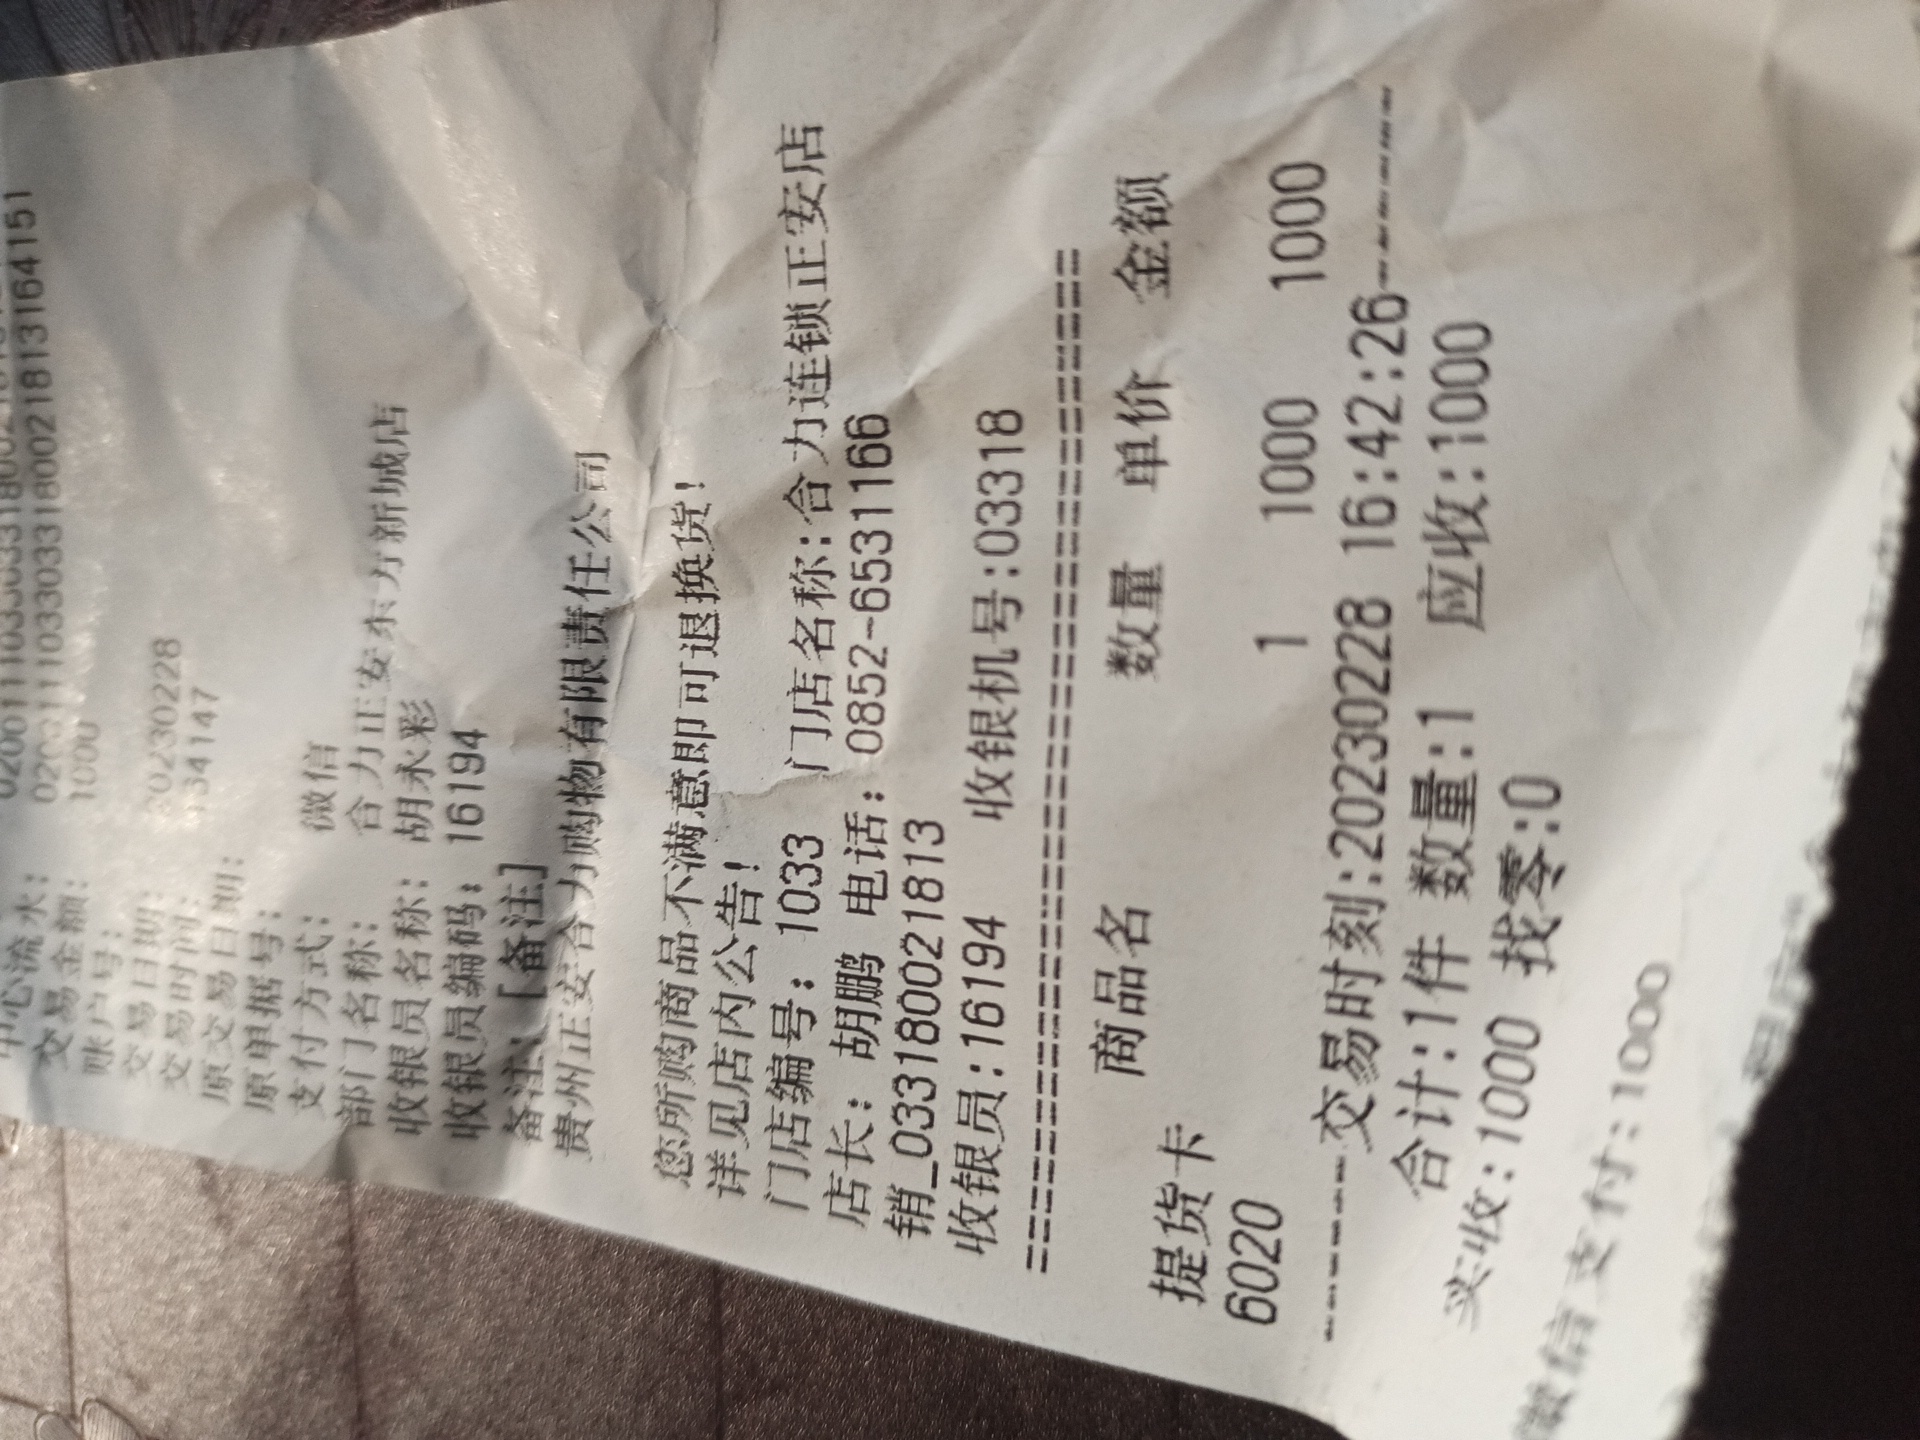 中心流水: 020011103303318002181316415​1
交易金额: 1000
账户号:
交易日期: 20230228
交易时间: 134147
原交易日期:
原单据号:
支付方式: 微信
部门名称: 合力正安东方新城店
收银员名称: 胡永彩
收银员编码: 16194
备注: [备注]
贵州正安合力购物有限责任公司
您所购商品不满意即可退换货!
详见店内公告!
门店编号: 1033 门店名称:合力连锁正安店
店长: 胡鹏 电话: 0852-6531166
销_0331800021813
收银员:16194 收银机号:03318
商品名 数量 单价 金额
提货卡
6020 1 1000 1000
交易时刻:20230228 16:42:26
合计:1件 数量:1 应收:1000
实收:1000 找零:0
微信支付:1000